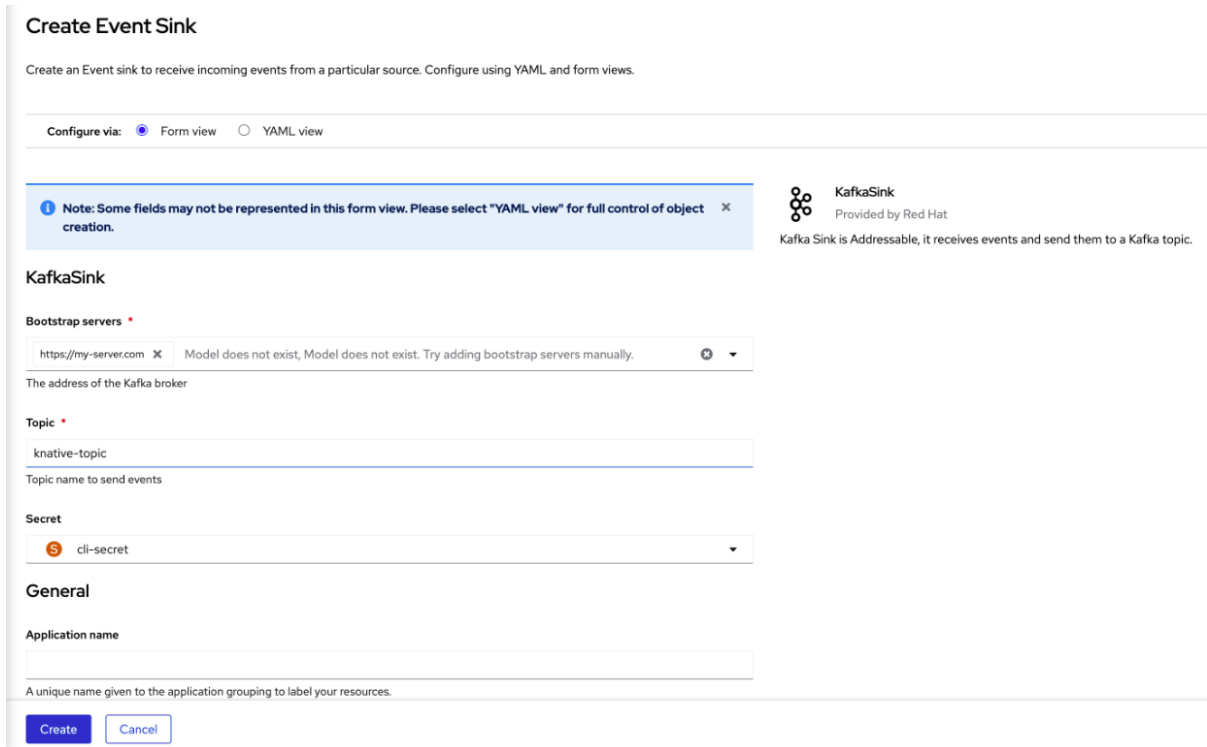 Create Event Sink
Create an Event sink to receive incoming events from a particular source. Configure using YAML and form views.
Configure via: Form view YAML view
Note: Some fields may not be represented in this form view. Please select "YAML view" for full control of object
creation.
KafkaSink
Provided by Red Hat
Kafka Sink is Addressable, it receives events and send them to a Kafka topic.
KafkaSink
Bootstrap servers *
https://my-server.com Model does not exist, Model does not exist. Try adding bootstrap servers manually.
The address of the Kafka broker
Topic *
knative-topic
Topic name to send events
Secret
S cli-secret
General
Application name
A unique name given to the application grouping to label your resources.
Create Cancel